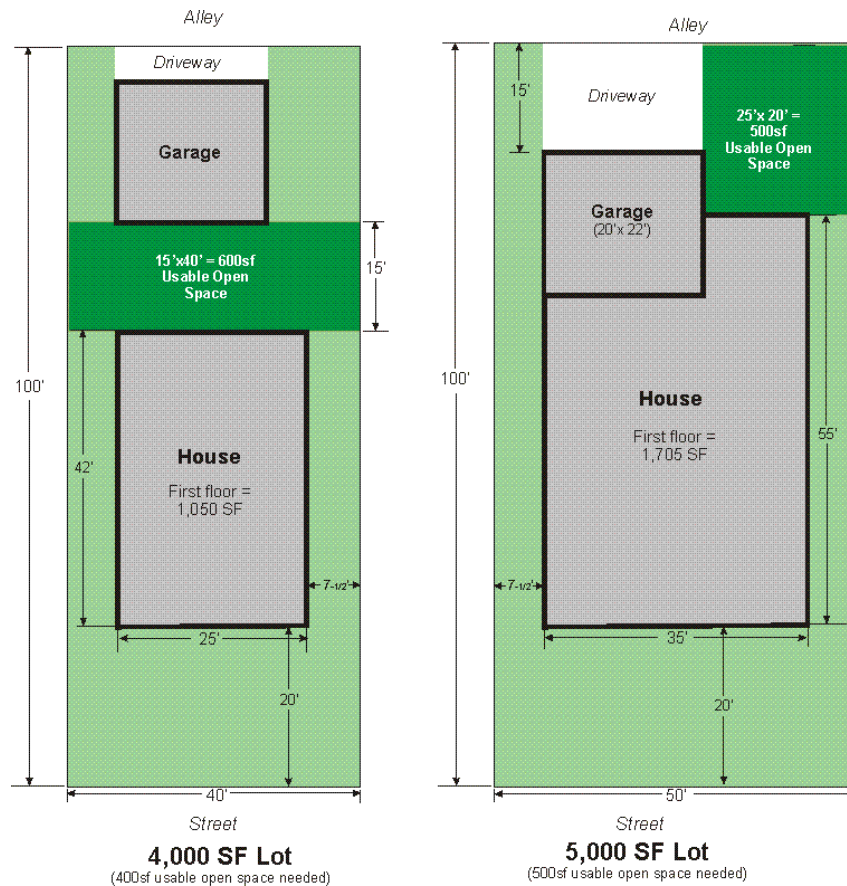 Alley
Driveway
Garage
15'x40' = 600sf
Usable Open
Space
15'
100'
42'
House
First floor =
1,050 SF
7-1/2'
25'
20'
40'
Street
4,000 SF Lot
(400sf usable open space needed)
Alley
15'
Driveway
25'x 20' =
500sf
Usable Open
Space
Garage
(20'x 22')
100'
House
First floor =
1,705 SF
55'
7-1/2'
35'
20'
50'
Street
5,000 SF Lot
(500sf usable open space needed)